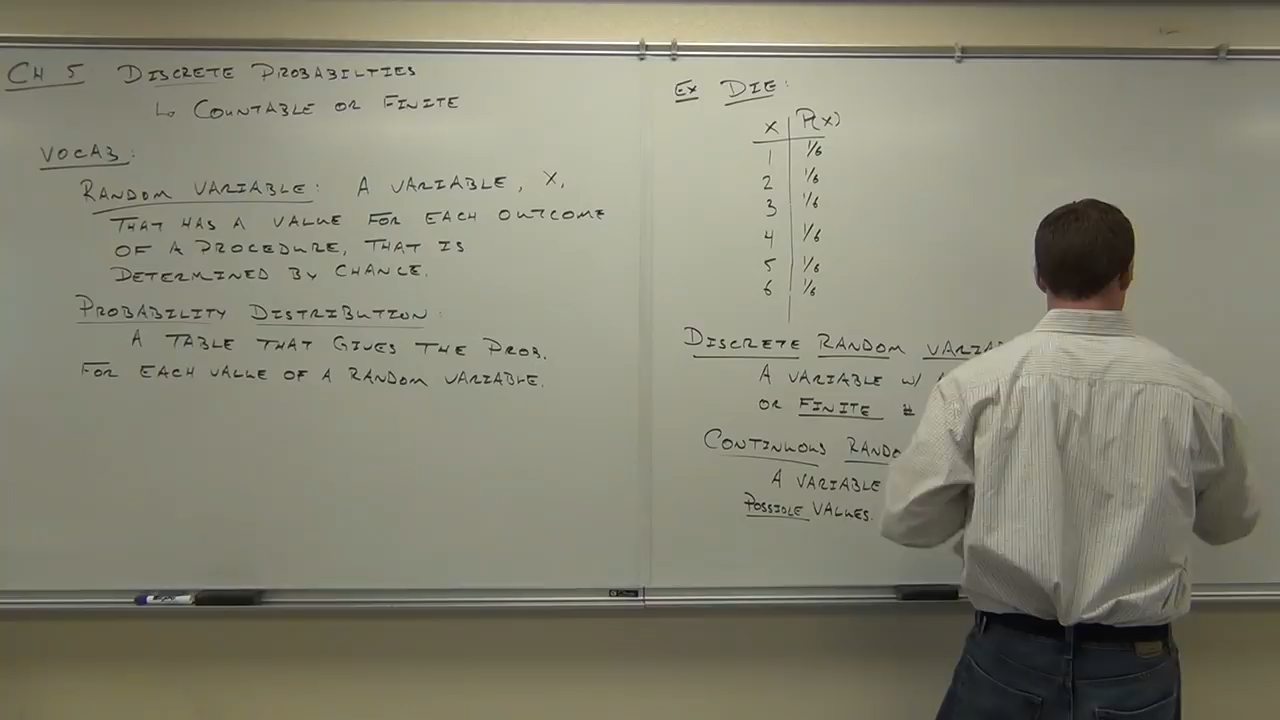 CH 5 DISCRETE PROBABILTIES
↳ COUNTABLE OR FINITE
VOCAB:
RANDOM VARIABLE: A VARIABLE, X,
THAT HAS A VALUE FOR EACH OUTCOME
OF A PROCEDURE, THAT IS
DETERMINED BY CHANCE.
PROBABILITY DISTRIBUTION:
A TABLE THAT GIVES THE PROB.
FOR EACH VALUE OF A RANDOM VARIABLE.
EX DIE:
X P(X)
1 1/6
2 1/6
3 1/6
4 1/6
5 1/6
6 1/6
DISCRETE RANDOM VARIA
A VARIABLE W/
OR FINITE #
CONTINUOUS RANDO
A VARIABLE
POSSIBLE VALUES.